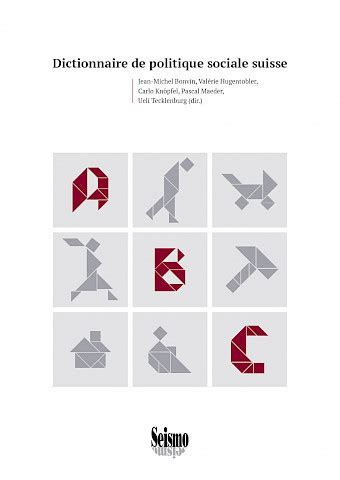 Dictionnaire de politique sociale suisse
Jean-Michel Bonvin, Valérie Hugentobler,
Carlo Knöpfel, Pascal Maeder,
Ueli Tecklenburg (dir.)
A
B
C
Seismo